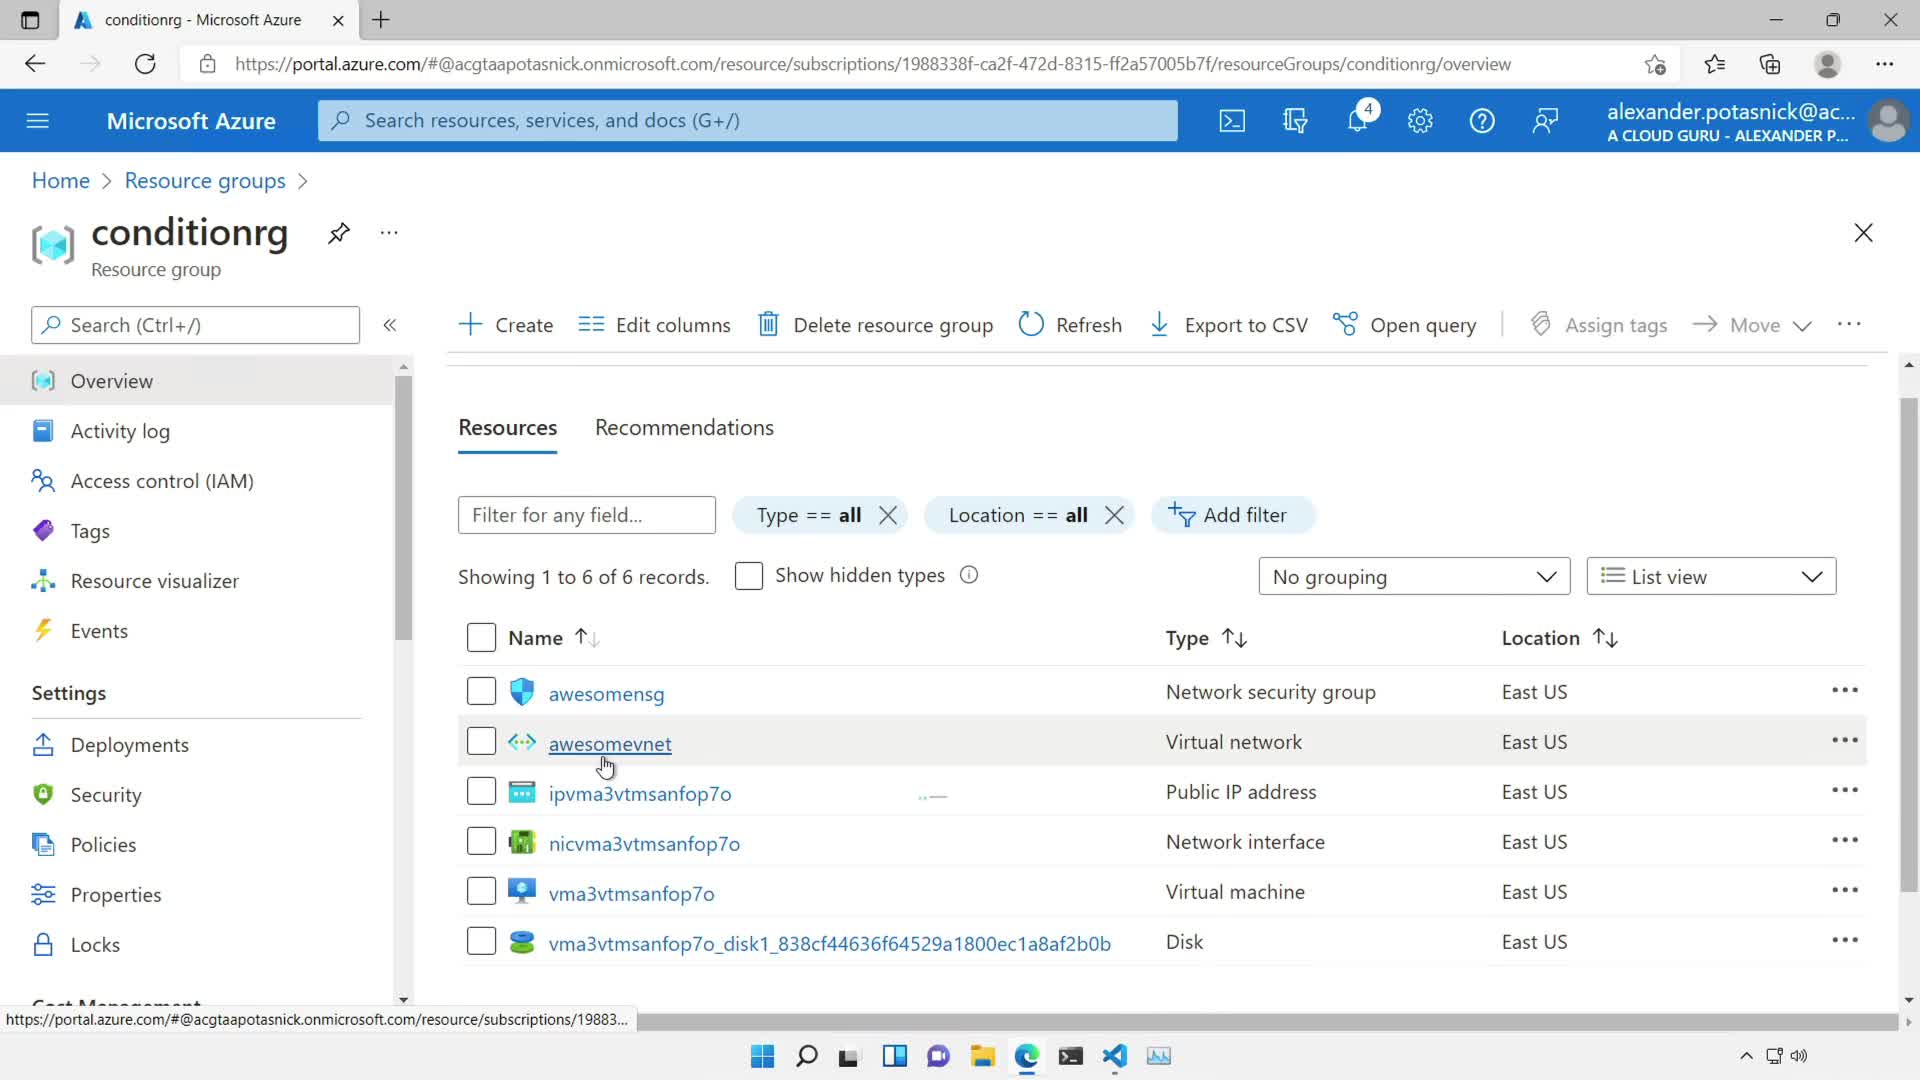 conditionrg - Microsoft Azure
https://portal.azure.com/#@acgtaapotasnick.onmicrosoft.com/resource/subscriptions/1988338f-ca2f-472d-8315-ff2a57005b7f/resourceGroups/conditionrg/overview
Microsoft Azure
Search resources, services, and docs (G+/)
4
alexander.potasnick@ac...
A CLOUD GURU - ALEXANDER P...
Home > Resource groups >
conditionrg
Resource group
Search (Ctrl+/)
Create
Edit columns
Delete resource group
Refresh
Export to CSV
Open query
Assign tags
Move
Overview
Activity log
Access control (IAM)
Tags
Resource visualizer
Events
Settings
Deployments
Security
Policies
Properties
Locks
Cost Management
Resources
Recommendations
Filter for any field...
Type == all
Location == all
Add filter
Showing 1 to 6 of 6 records.
Show hidden types
No grouping
List view
Name
Type
Location
awesomensg Network security group East US
awesomevnet Virtual network East US
ipvma3vtmsanfop7o Public IP address East US
nicvma3vtmsanfop7o Network interface East US
vma3vtmsanfop7o Virtual machine East US
vma3vtmsanfop7o_disk1_838cf44636f64529a1800ec1a8af2b0b Disk East US
https://portal.azure.com/#@acgtaapotasnick.onmicrosoft.com/resource/subscriptions/19883...